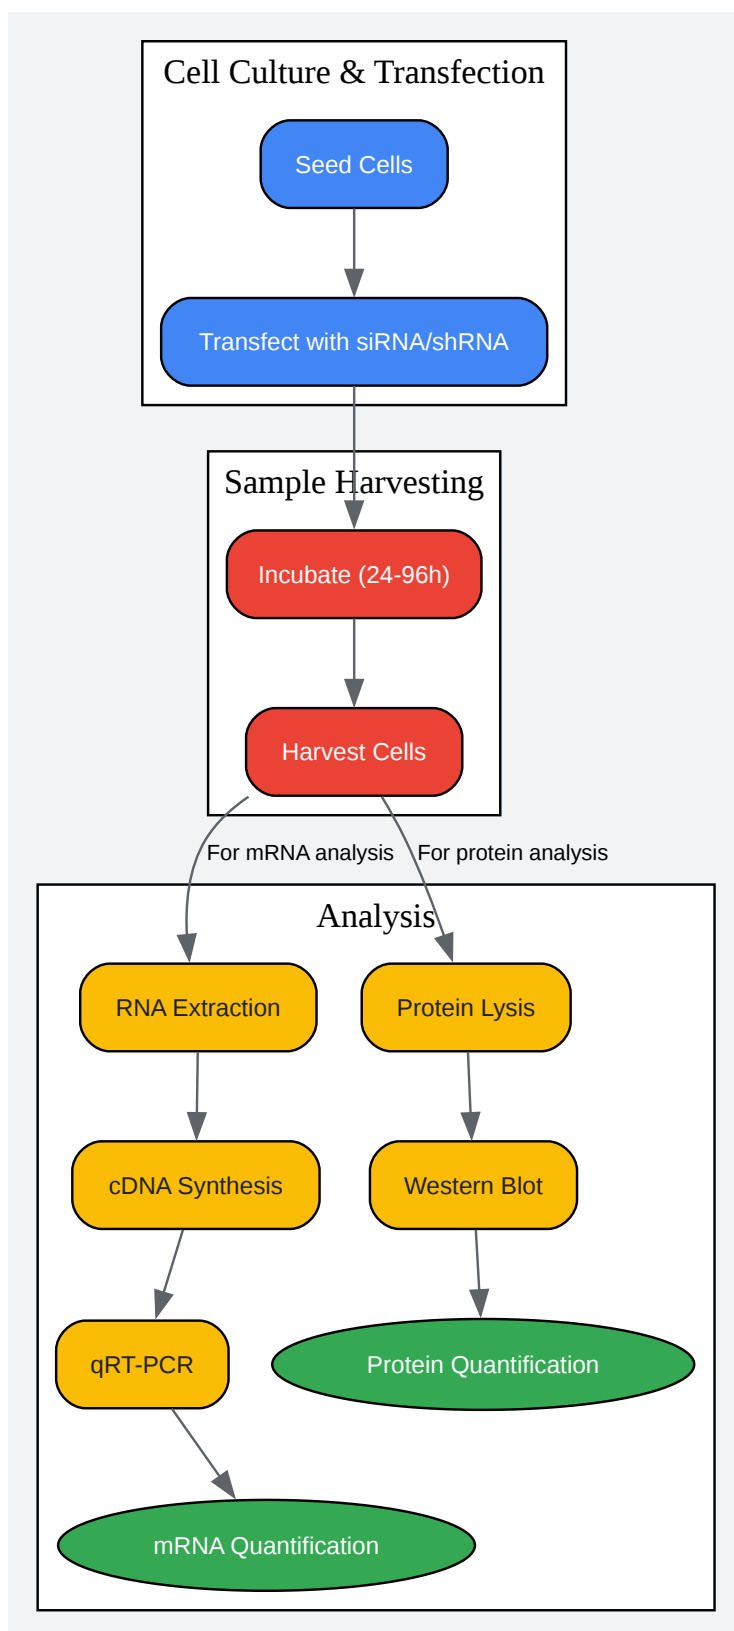 Cell Culture & Transfection
Seed Cells
Transfect with siRNA/shRNA
Sample Harvesting
Incubate (24-96h)
Harvest Cells
For mRNA analysis
For protein analysis
Analysis
RNA Extraction
Protein Lysis
cDNA Synthesis
Western Blot
qRT-PCR
Protein Quantification
mRNA Quantification